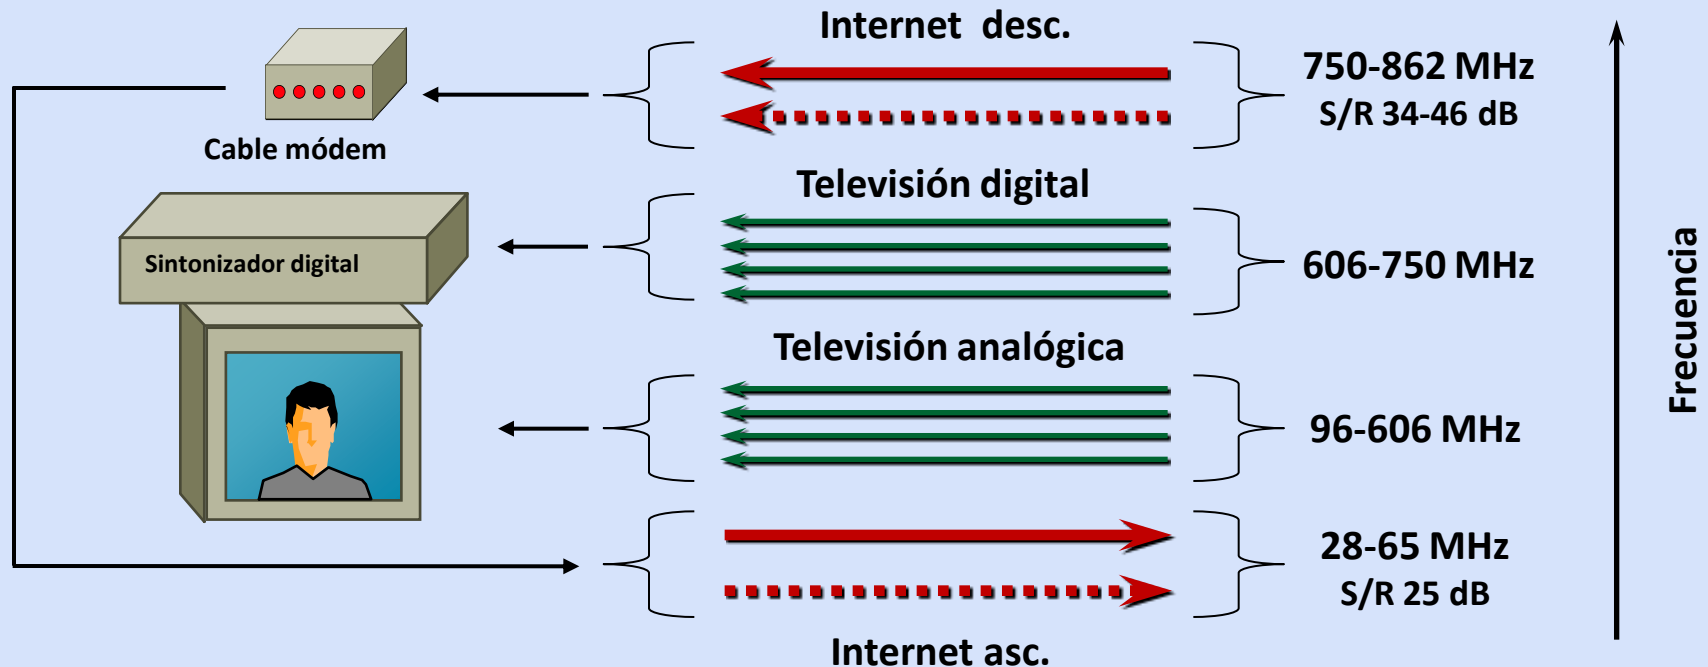 Internet desc.
750-862 MHz
S/R 34-46 dB
Cable módem
Televisión digital
Sintonizador digital
606-750 MHz
Televisión analógica
96-606 MHz
28-65 MHz
S/R 25 dB
Internet asc.
Frecuencia